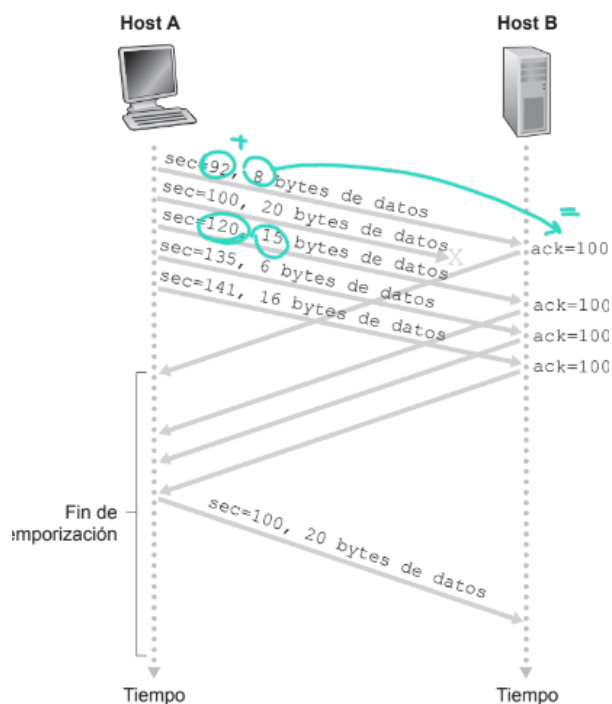 Host A
Host B
+
sec=92, 8 bytes de datos
=
sec=100, 20 bytes de datos
X
ack=100
sec=120, 15 bytes de datos
sec=135, 6 bytes de datos
ack=100
sec=141, 16 bytes de datos
ack=100
ack=100
Fin de
emporización
sec=100, 20 bytes de datos
Tiempo
Tiempo